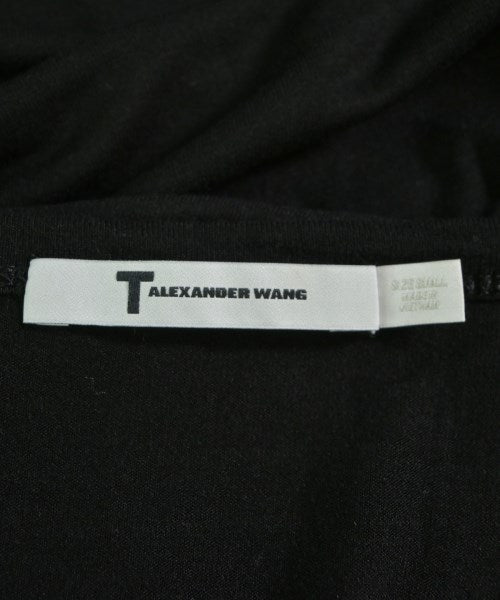 T ALEXANDER WANG
SIZE SMALL
MADE IN
VIETNAM